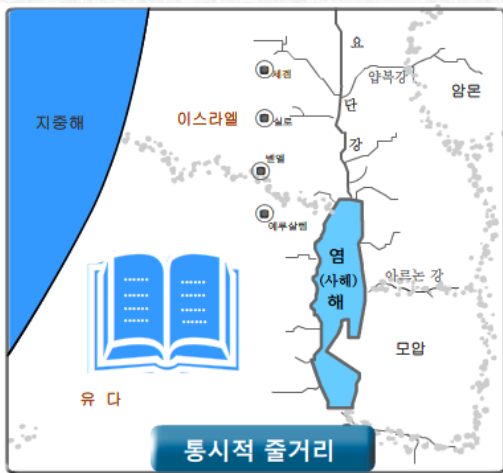 요
단
강
세겜
얍복강
암몬
지중해
이스라엘
실로
벧엘
예루살렘
염
(사해)
해
아르논 강
모압
유 다
통시적 줄거리